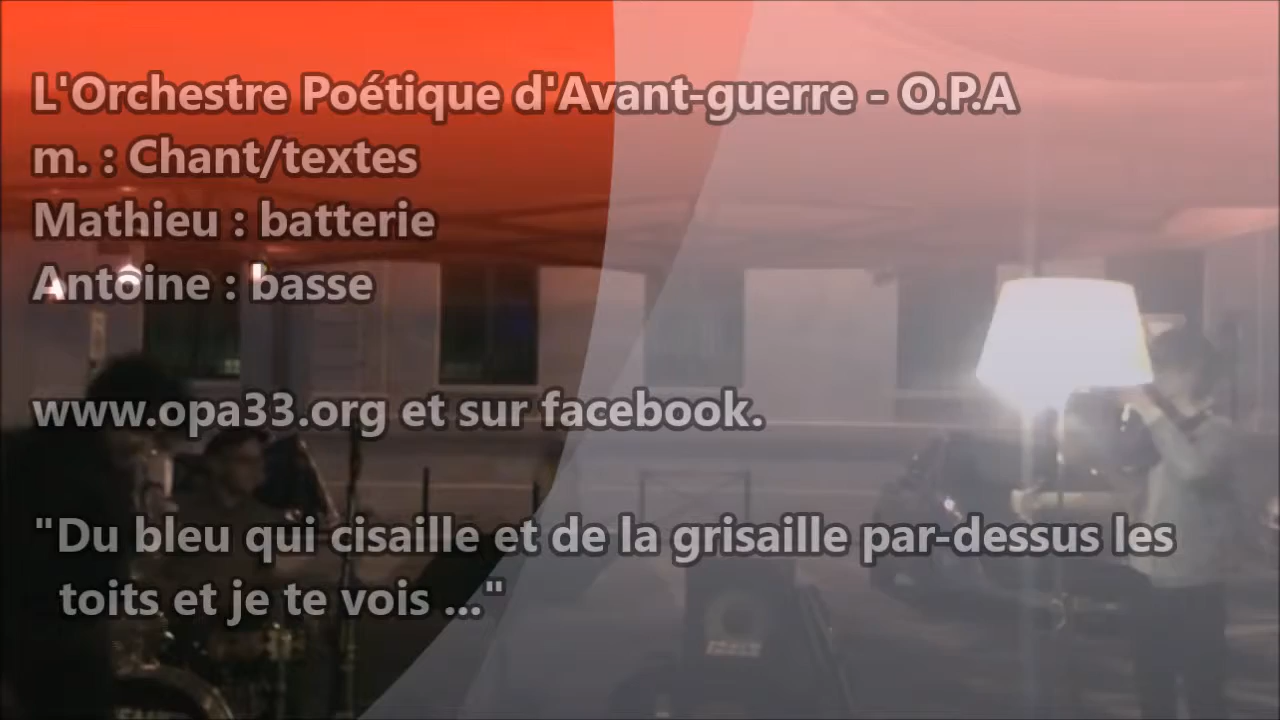 L'Orchestre Poétique d'Avant-guerre - O.P.A
m. : Chant/textes
Mathieu : batterie
Antoine : basse
www.opa33.org et sur facebook.
"Du bleu qui cisaille et de la grisaille par-dessus les
toits et je te vois ..."